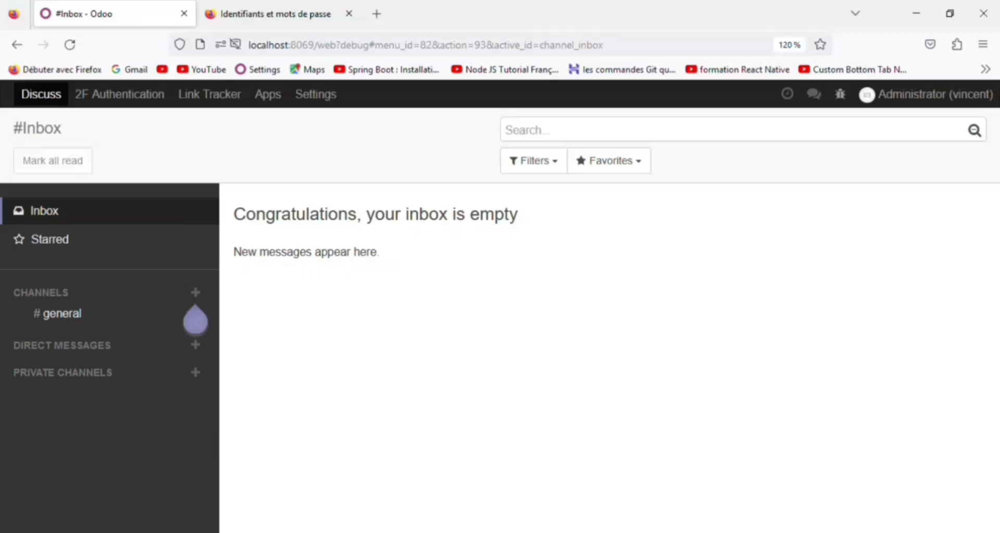 #Inbox - Odoo
Identifiants et mots de passe
localhost:8069/web?debug#menu_id=82&action=93&active_id=channel_inbox
120 %
Débuter avec Firefox
Gmail
YouTube
Settings
Maps
Spring Boot : Installati...
Node JS Tutorial Franç...
les commandes Git qu...
formation React Native
Custom Bottom Tab N...
Discuss
2F Authentication
Link Tracker
Apps
Settings
Administrator (vincent)
#Inbox
Search...
Mark all read
Filters
Favorites
Inbox
Starred
Congratulations, your inbox is empty
New messages appear here.
CHANNELS
# general
DIRECT MESSAGES
PRIVATE CHANNELS